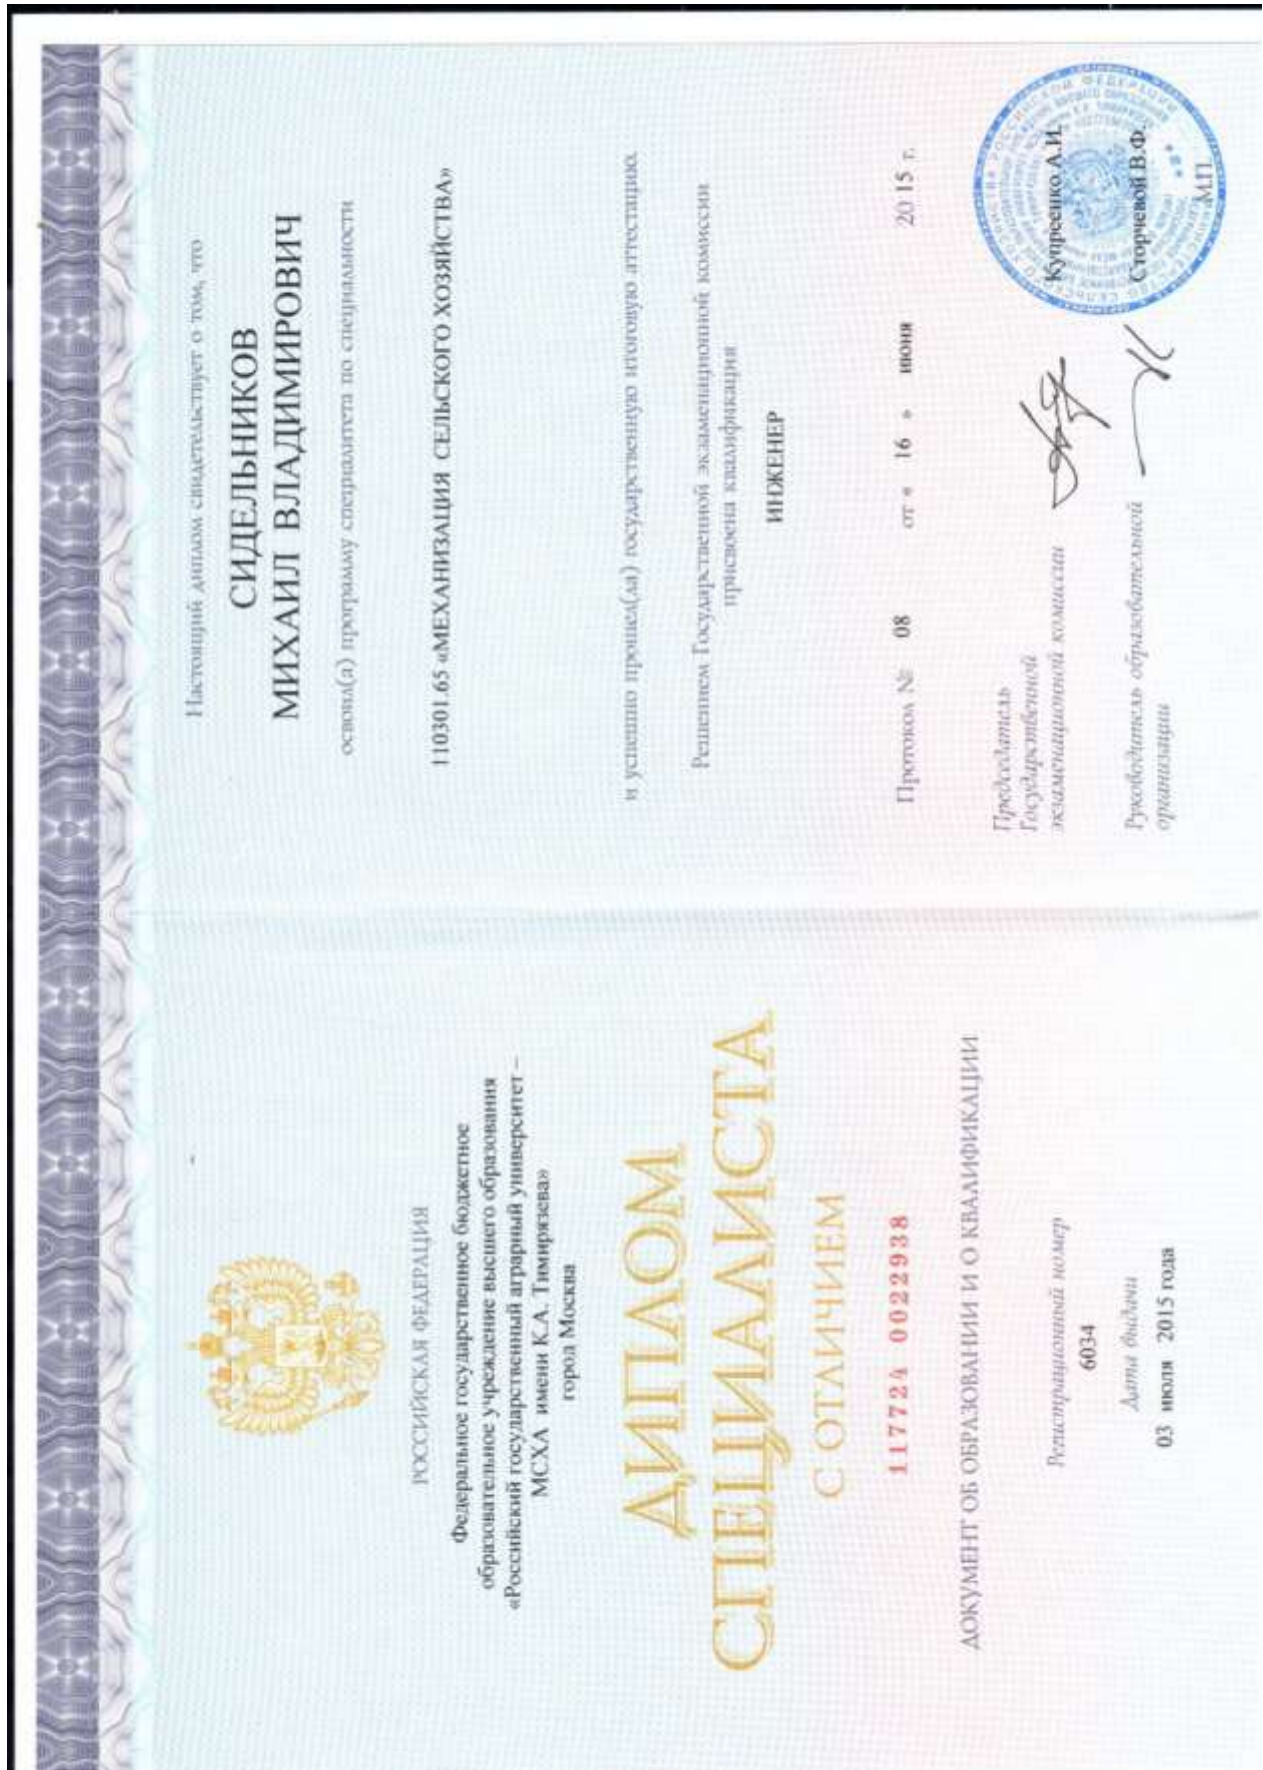 РОССИЙСКАЯ ФЕДЕРАЦИЯ
Федеральное государственное бюджетное
образовательное учреждение высшего образования
«Российский государственный аграрный университет –
МСХА имени К.А. Тимирязева»
город Москва
ДИПЛОМ
СПЕЦИАЛИСТА
С ОТЛИЧИЕМ
117724 0022938
ДОКУМЕНТ ОБ ОБРАЗОВАНИИ И О КВАЛИФИКАЦИИ
Регистрационный номер
6034
Дата выдачи
03 июля 2015 года
Настоящий диплом свидетельствует о том, что
СИДЕЛЬНИКОВ
МИХАИЛ ВЛАДИМИРОВИЧ
освоил(а) программу специалитета по специальности
110301.65 «МЕХАНИЗАЦИЯ СЕЛЬСКОГО ХОЗЯЙСТВА»
и успешно прошел(ла) государственную итоговую аттестацию.
Решением Государственной экзаменационной комиссии
присвоена квалификация
ИНЖЕНЕР
Протокол № 08 от « 16 » июня 20 15 г.
Председатель
Государственной
экзаменационной комиссии
Купреенко А.И.
Руководитель образовательной
организации
Сторчевой В.Ф.
М.П.